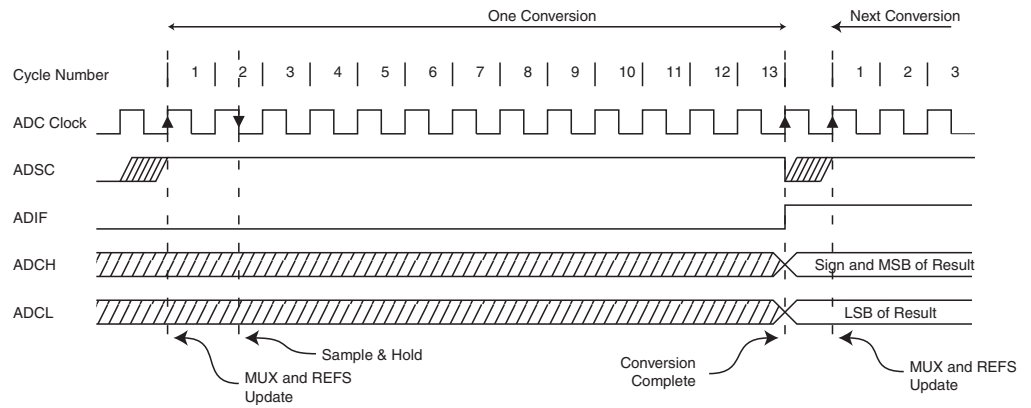 One Conversion Next Conversion
Cycle Number 1 2 3 4 5 6 7 8 9 10 11 12 13 1 2 3
ADC Clock
ADSC
ADIF
ADCH Sign and MSB of Result
ADCL LSB of Result
Sample & Hold
MUX and REFS
Update
Conversion
Complete
MUX and REFS
Update